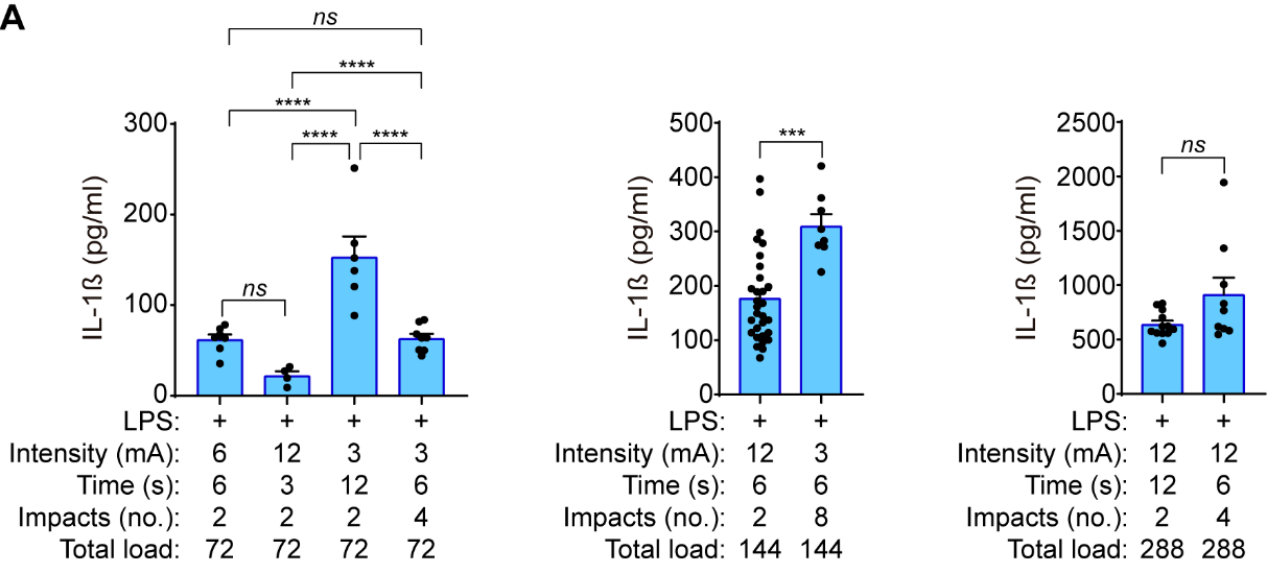 A
ns
****
****
**** ****
ns
IL-1ß (pg/ml)
300
200
100
0
LPS: + + + +
Intensity (mA): 6 12 3 3
Time (s): 6 3 12 6
Impacts (no.): 2 2 2 4
Total load: 72 72 72 72
***
IL-1ß (pg/ml)
500
400
300
200
100
0
LPS: + +
Intensity (mA): 12 3
Time (s): 6 6
Impacts (no.): 2 8
Total load: 144 144
ns
IL-1ß (pg/ml)
2500
2000
1500
1000
500
0
LPS: + +
Intensity (mA): 12 12
Time (s): 12 6
Impacts (no.): 2 4
Total load: 288 288